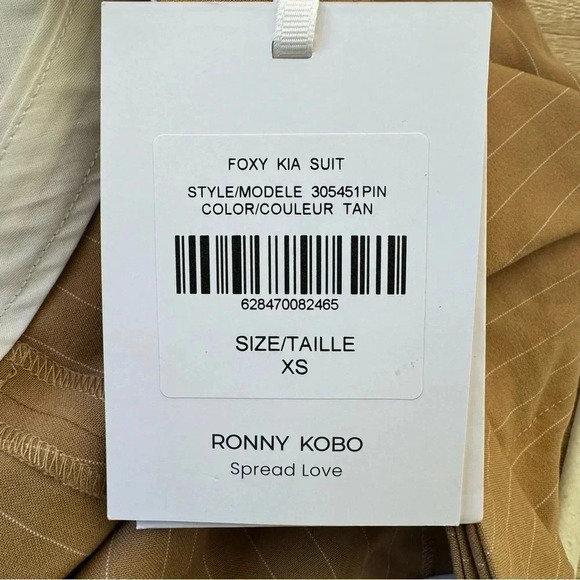 FOXY KIA SUIT
STYLE/MODELE 305451PIN
COLOR/COULEUR TAN
628470082465
SIZE/TAILLE
XS
RONNY KOBO
Spread Love